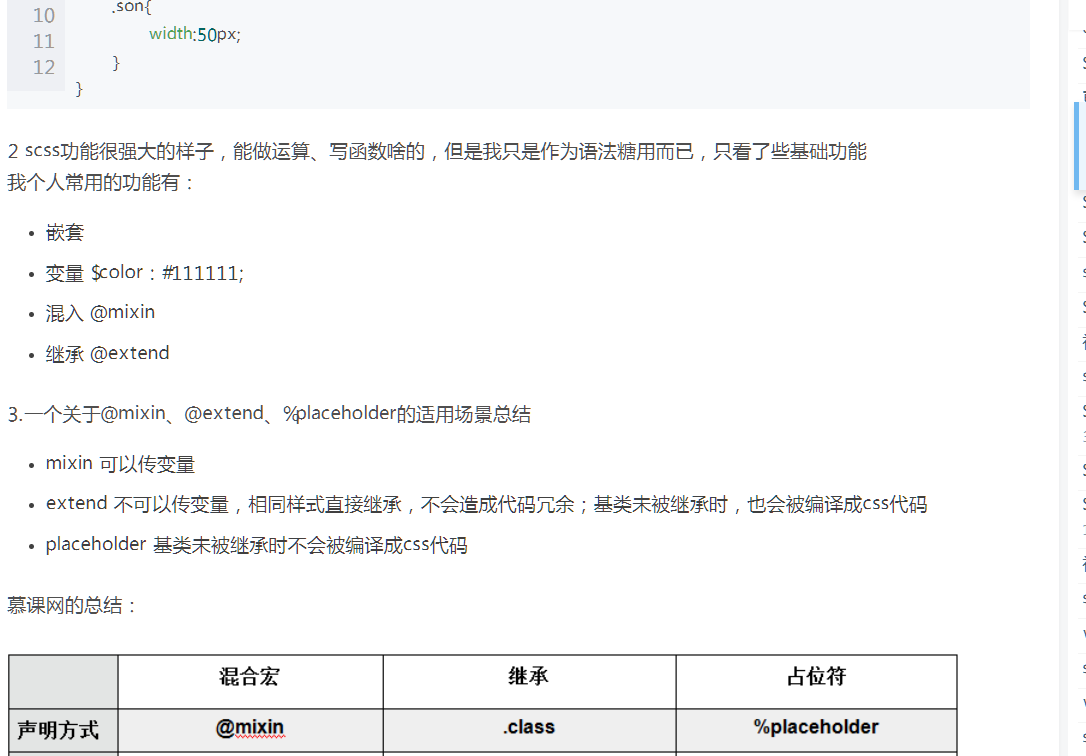 10
.son{
11
width:50px;
12
}
}
2 scss功能很强大的样子，能做运算、写函数啥的，但是我只是作为语法糖用而已，只看了些基础功能
我个人常用的功能有：
• 嵌套
• 变量 $color：#111111;
• 混入 @mixin
• 继承 @extend
3.一个关于@mixin、@extend、%placeholder的适用场景总结
• mixin 可以传变量
• extend 不可以传变量，相同样式直接继承，不会造成代码冗余；基类未被继承时，也会被编译成css代码
• placeholder 基类未被继承时不会被编译成css代码
慕课网的总结：
混合宏 继承 占位符
声明方式 @mixin .class %placeholder